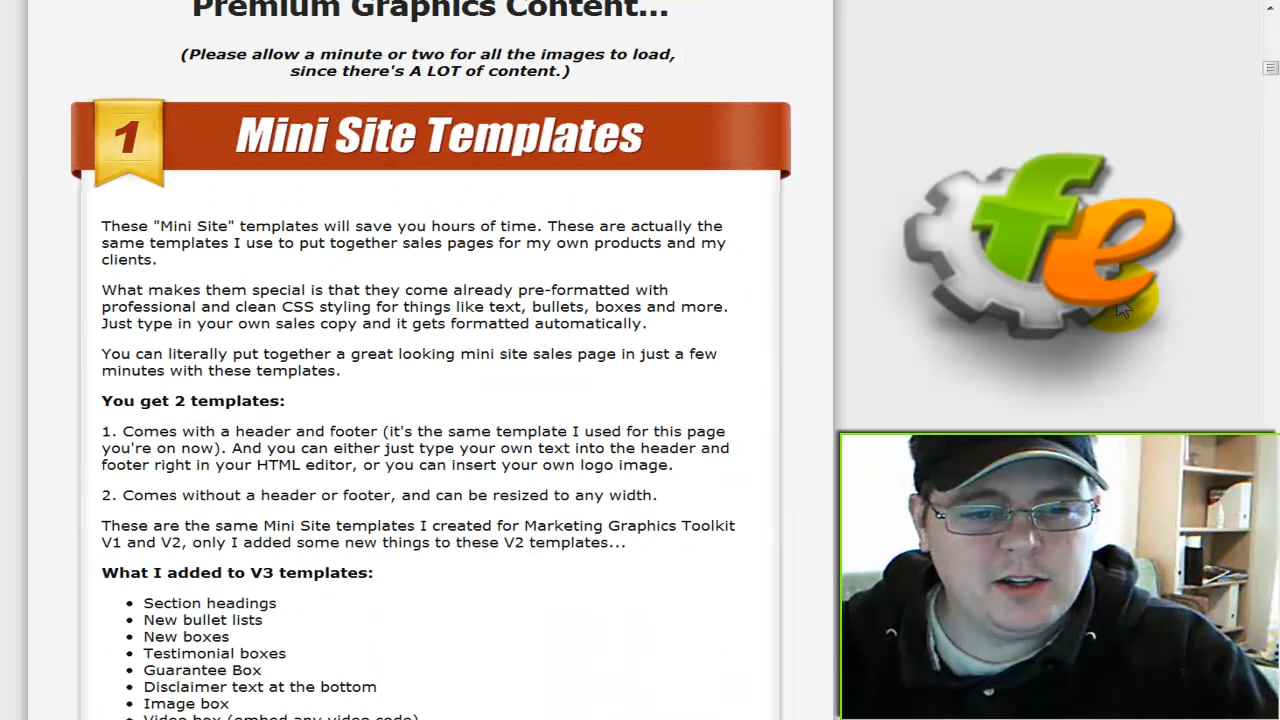 Premium Graphics Content...
(Please allow a minute or two for all the images to load,
since there's A LOT of content.)
1
Mini Site Templates
These "Mini Site" templates will save you hours of time. These are actually the
same templates I use to put together sales pages for my own products and my
clients.
What makes them special is that they come already pre-formatted with
professional and clean CSS styling for things like text, bullets, boxes and more.
Just type in your own sales copy and it gets formatted automatically.
You can literally put together a great looking mini site sales page in just a few
minutes with these templates.
You get 2 templates:
1. Comes with a header and footer (it's the same template I used for this page
you're on now). And you can either just type your own text into the header and
footer right in your HTML editor, or you can insert your own logo image.
2. Comes without a header or footer, and can be resized to any width.
These are the same Mini Site templates I created for Marketing Graphics Toolkit
V1 and V2, only I added some new things to these V2 templates...
What I added to V3 templates:
• Section headings
• New bullet lists
• New boxes
• Testimonial boxes
• Guarantee Box
• Disclaimer text at the bottom
• Image box
• Video box (embed any video code)
fe